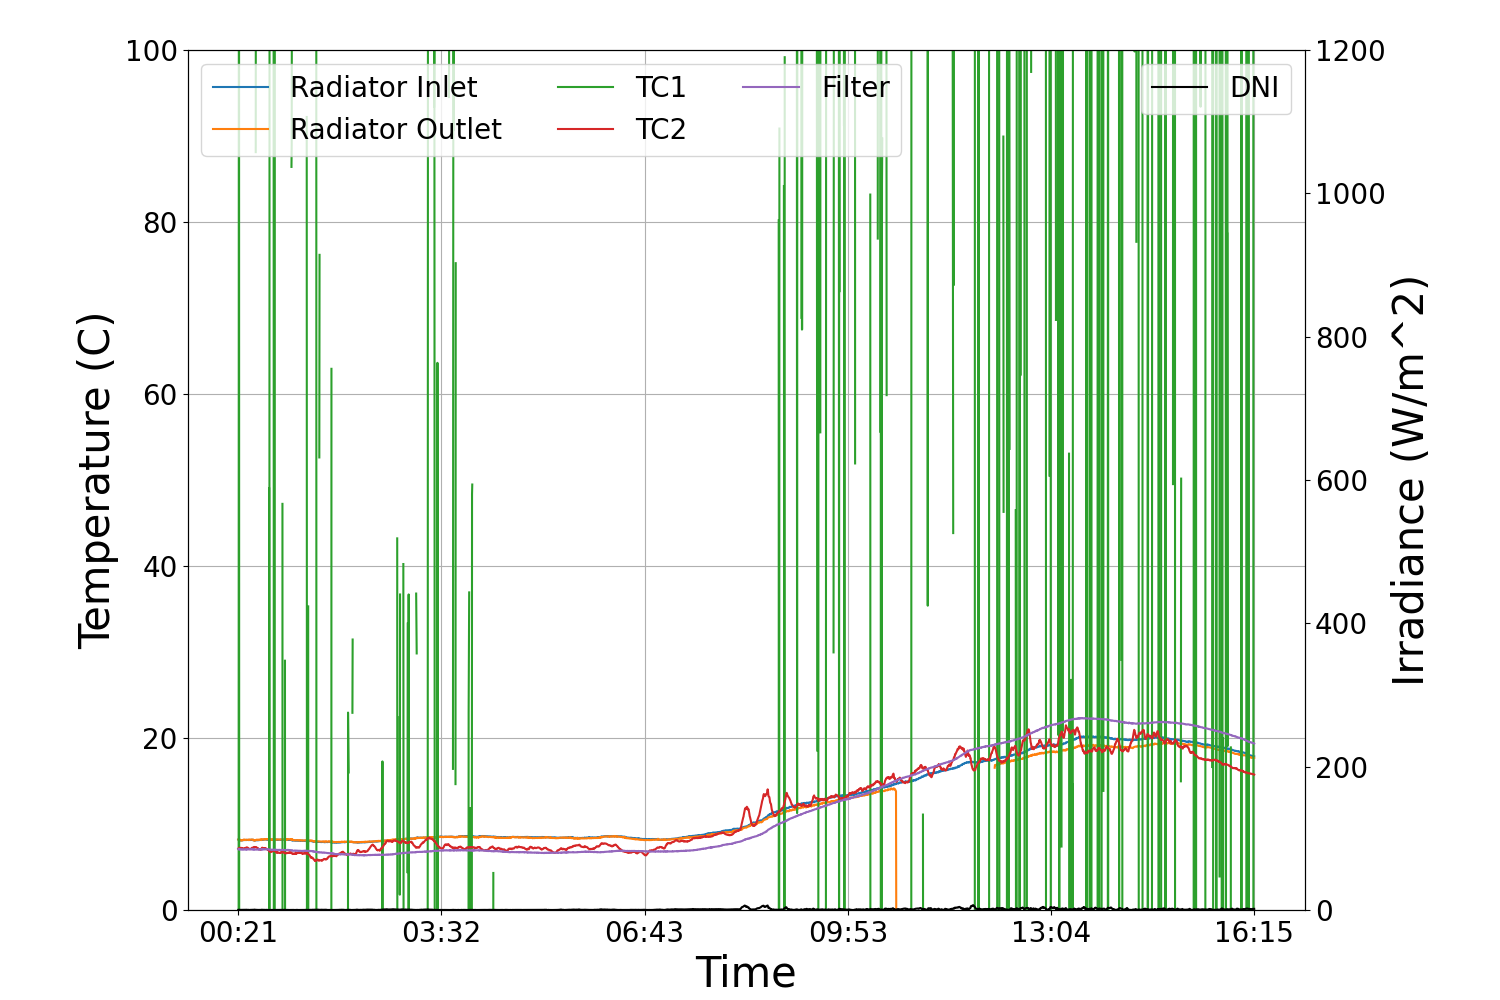 100
80
60
40
20
0
Temperature (C)
Radiator Inlet
Radiator Outlet
TC1
TC2
Filter
DNI
1200
1000
800
600
400
200
0
Irradiance (W/m^2)
00:21
03:32
06:43
09:53
13:04
16:15
Time